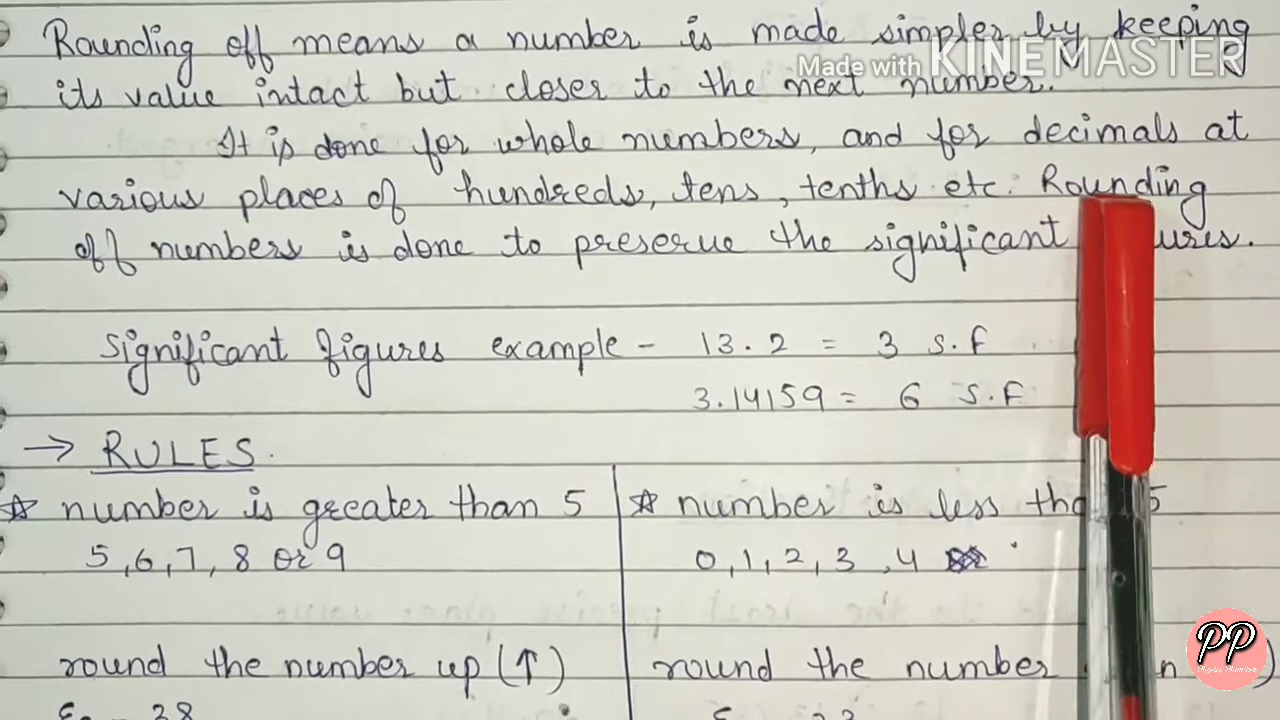 Rounding off means a number is made simpler by keeping
Made with KINEMASTER
its value intact but closer to the next number.
It is done for whole numbers, and for decimals at
various places of hundreds, tens, tenths etc. Rounding
off numbers is done to preserve the significant ures.
Significant figures example - 13.2 = 3 S.F
3.14159 = 6 S.F
→ RULES.
☆ number is greater than 5
5,6,7,8 or 9
round the number up (↑)
☆ number is less tha 5
0,1,2,3,4
round the number n )
PP